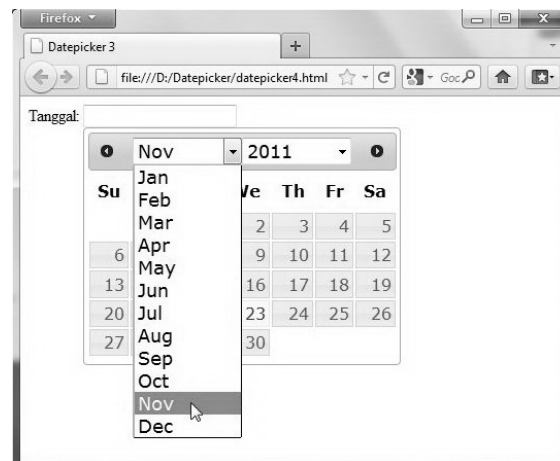 Firefox
Datepicker 3
+
file:///D:/Datepicker/datepicker4.html
Goc
Tanggal:
Nov 2011
Su We Th Fr Sa
Jan
Feb
Mar
Apr
May
Jun
Jul
Aug
Sep
Oct
Nov
Dec
2 3 4 5
6 9 10 11 12
13 16 17 18 19
20 23 24 25 26
27 30